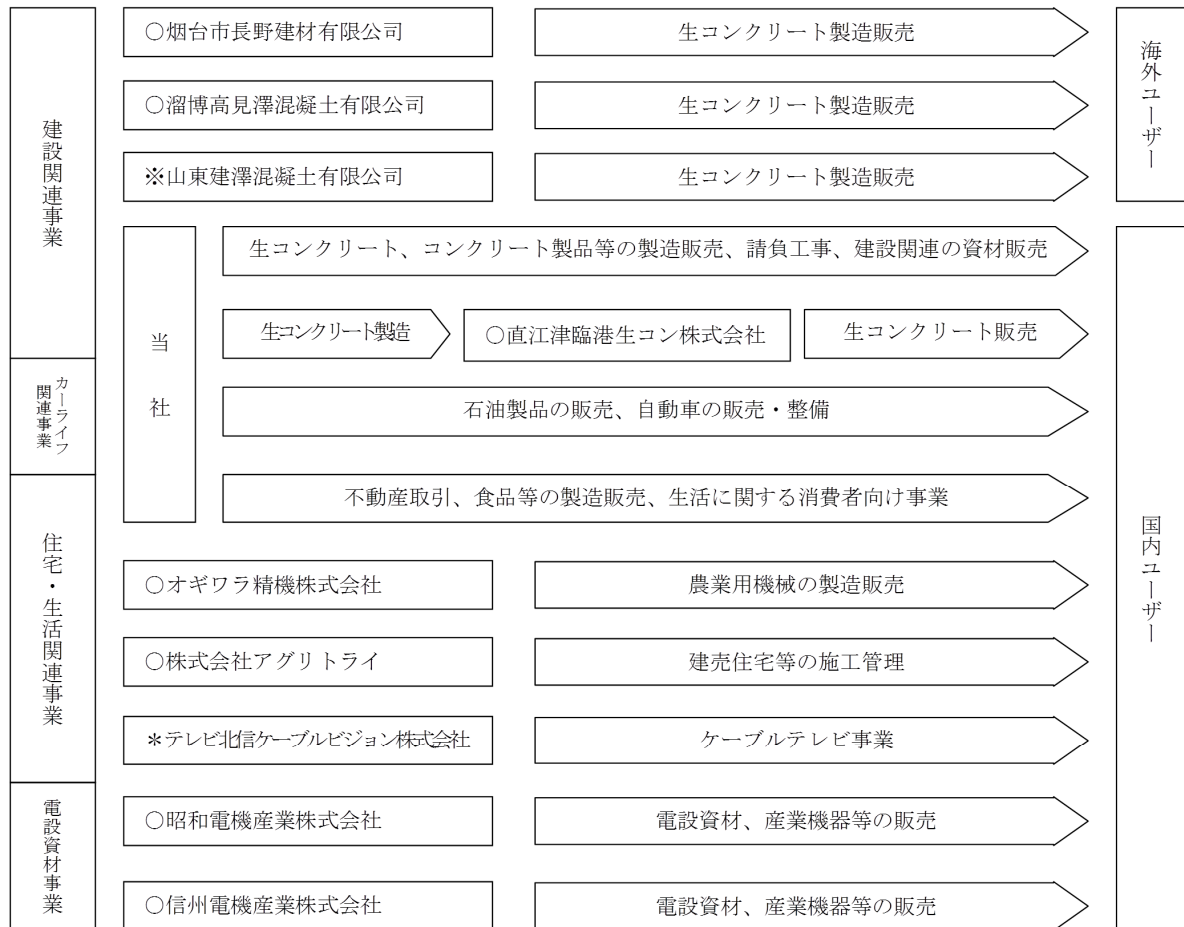 建設関連事業
○烟台市長野建材有限公司
生コンクリート製造販売
海外ユーザー
○溜博高見澤混凝土有限公司
生コンクリート製造販売
※山東建澤混凝土有限公司
生コンクリート製造販売
当社
生コンクリート、コンクリート製品等の製造販売、請負工事、建設関連の資材販売
国内ユーザー
生コンクリート製造
○直江津臨港生コン株式会社
生コンクリート販売
カーライフ
関連事業
石油製品の販売、自動車の販売・整備
住宅・生活関連事業
不動産取引、食品等の製造販売、生活に関する消費者向け事業
○オギワラ精機株式会社
農業用機械の製造販売
○株式会社アグリトライ
建売住宅等の施工管理
＊テレビ北信ケーブルビジョン株式会社
ケーブルテレビ事業
電設資材事業
○昭和電機産業株式会社
電設資材、産業機器等の販売
○信州電機産業株式会社
電設資材、産業機器等の販売